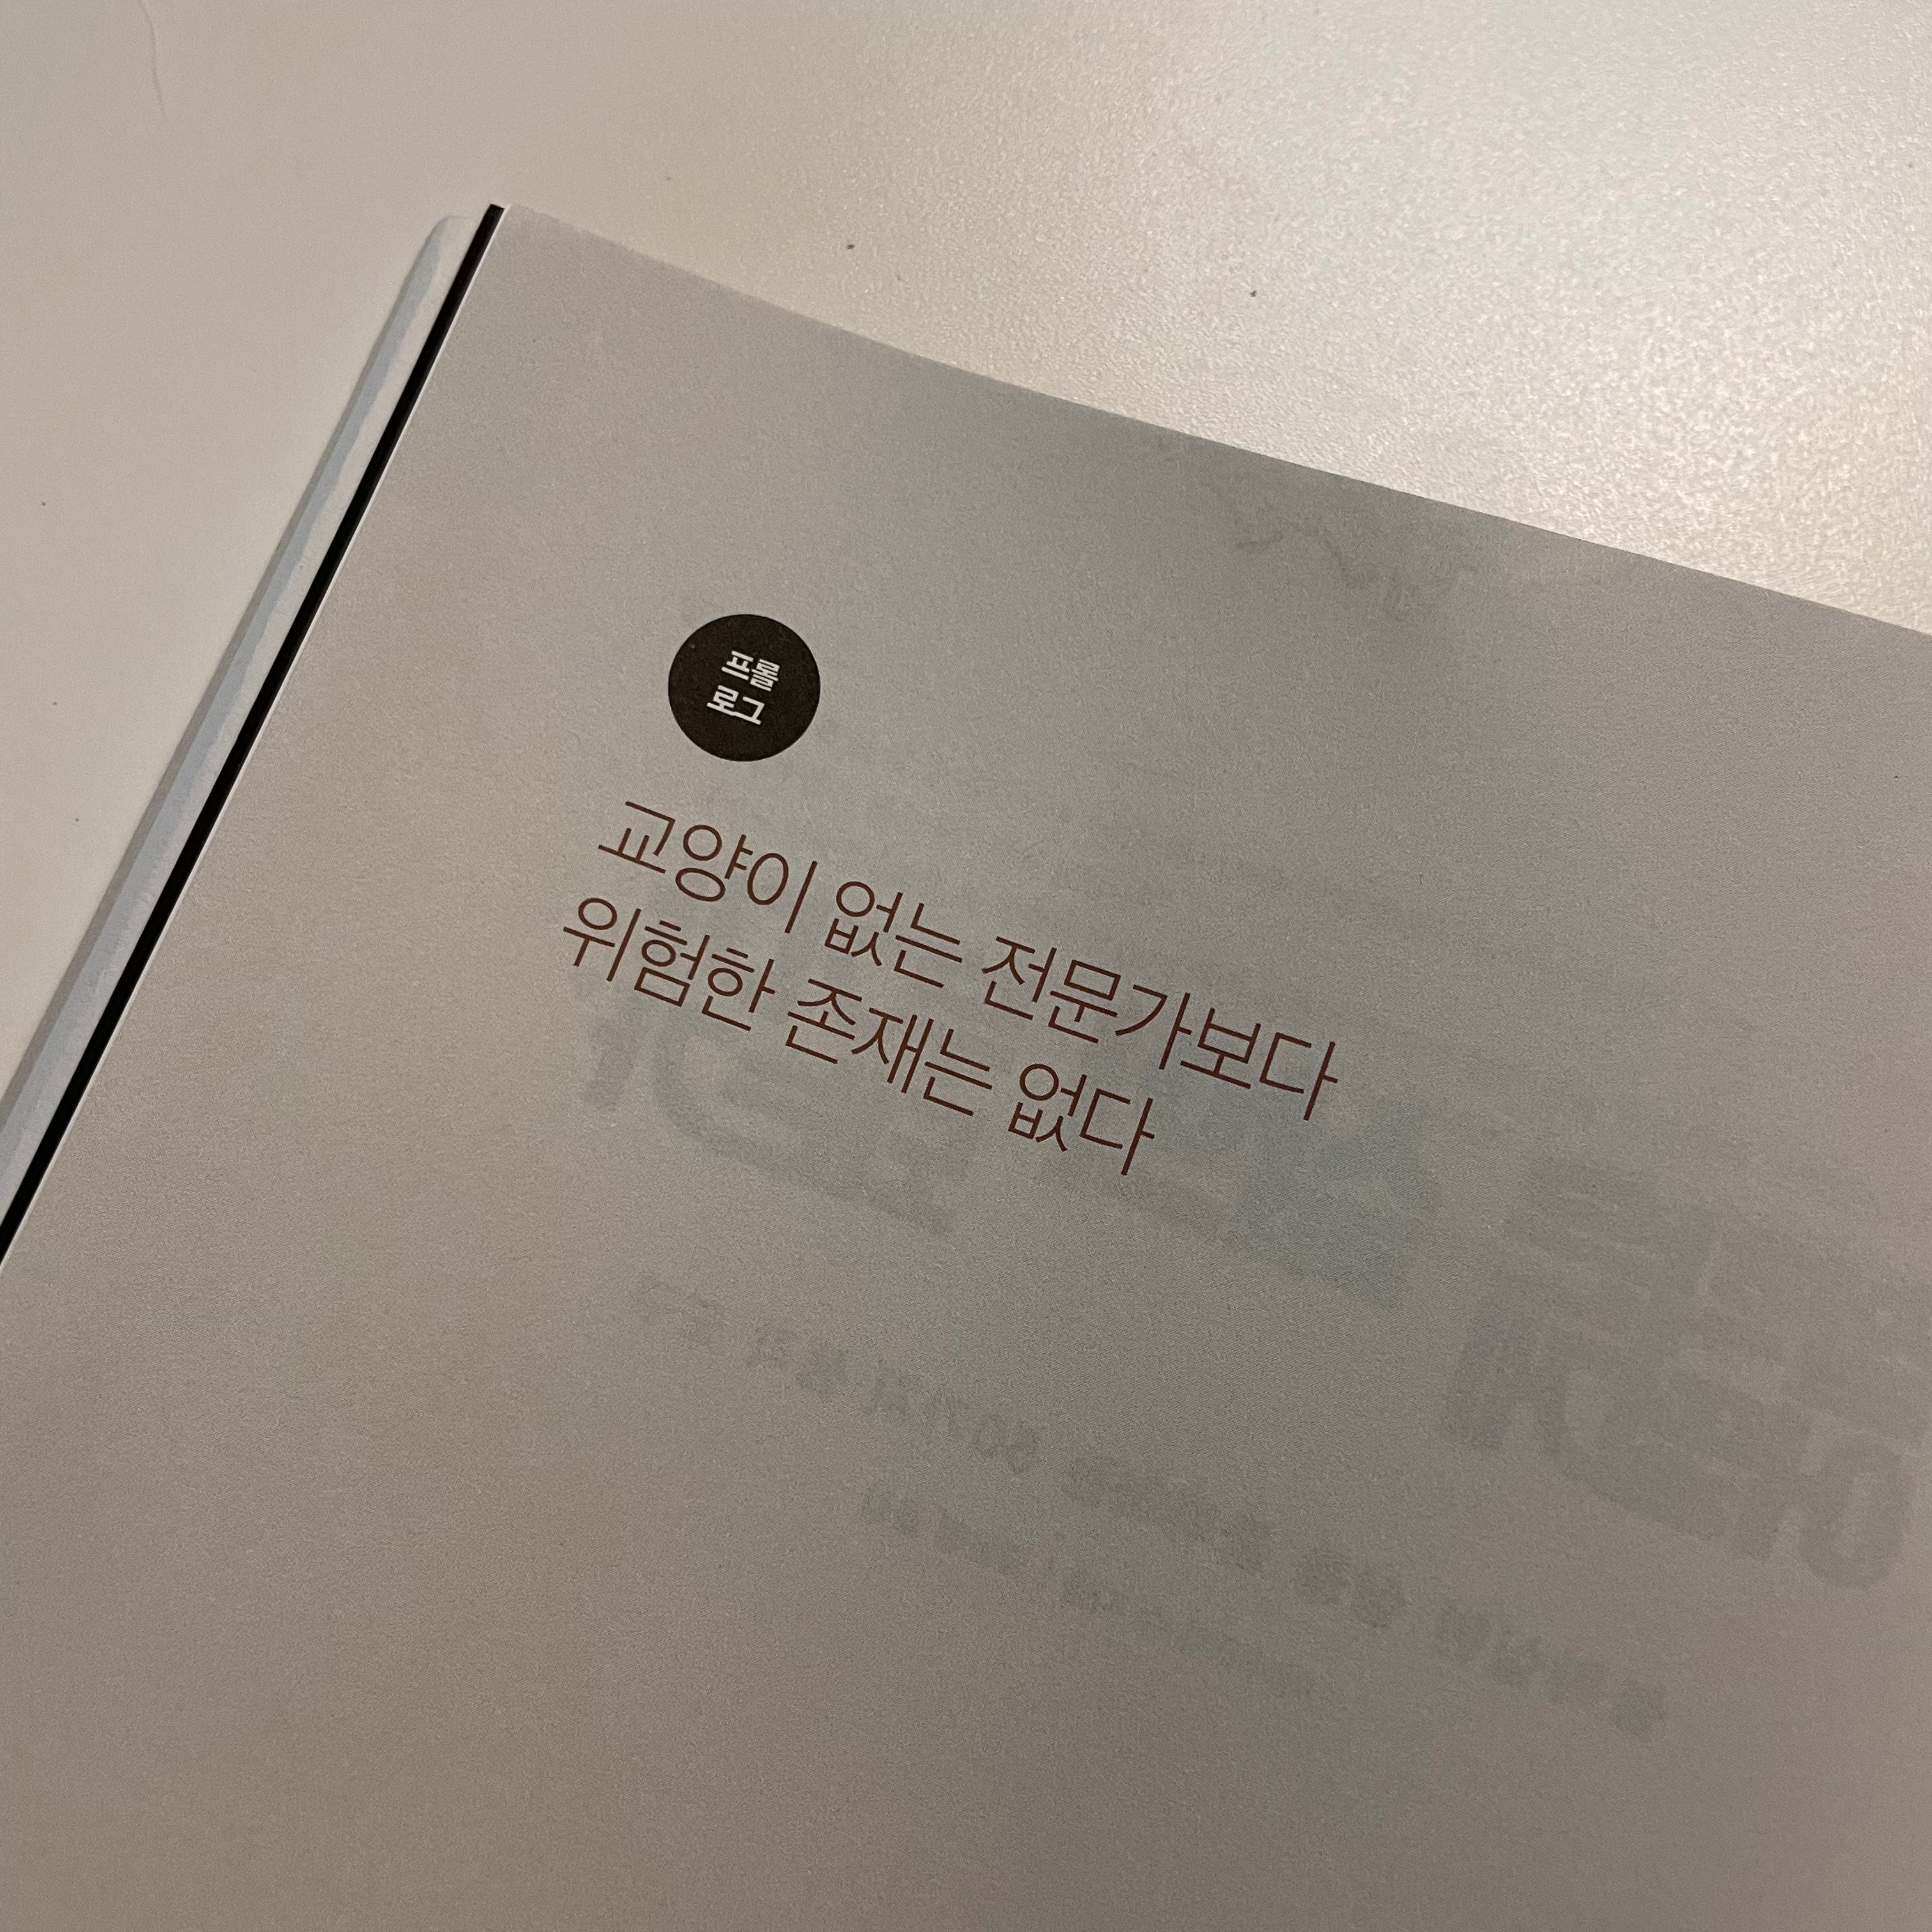 프롤
로그
교양이 없는 전문가보다
위험한 존재는 없다